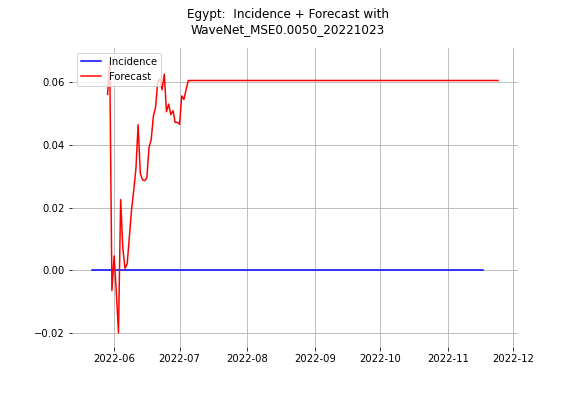 Egypt:  Incidence + Forecast with
WaveNet_MSE0.0050_20221023
Incidence
Forecast
0.06
0.04
0.02
0.00
−0.02
2022-06 2022-07 2022-08 2022-09 2022-10 2022-11 2022-12